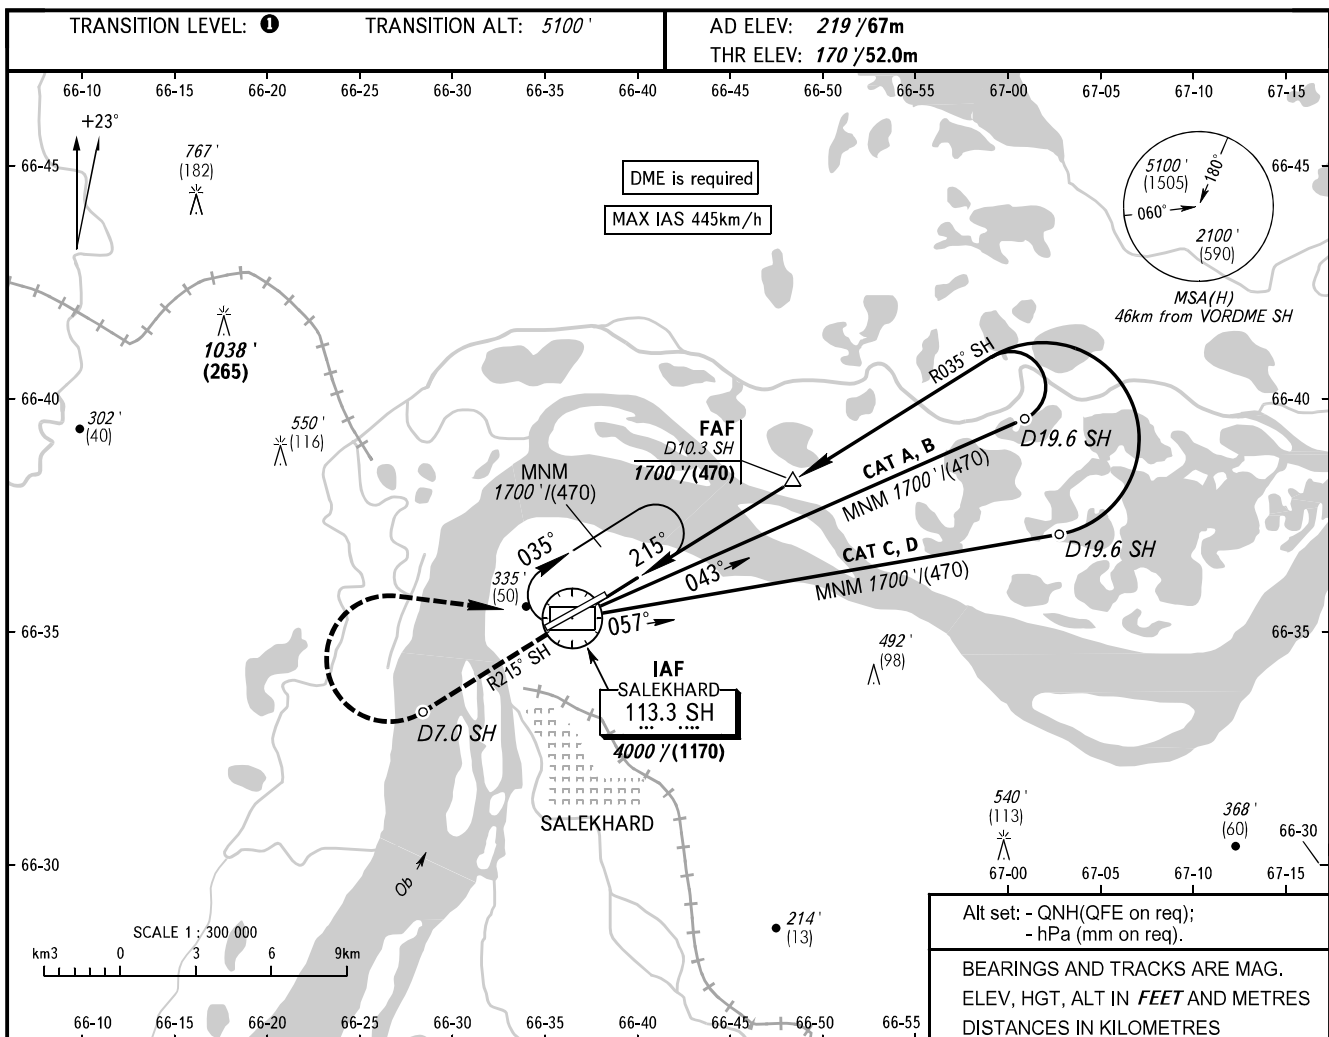 TRANSITION LEVEL: ❶ TRANSITION ALT: 5100 '
AD ELEV: 219 '/67m
THR ELEV: 170 '/52.0m
66-10 66-15 66-20 66-25 66-30 66-35 66-40 66-45 66-50 66-55 67-00 67-05 67-10 67-15
+23°
66-45
767 '
(182)
DME is required
MAX IAS 445km/h
5100 '
(1505)
180°
060°
2100 '
(590)
66-45
MSA(H)
46km from VORDME SH
1038 '
(265)
R035° SH
66-40
302 '
(40)
550 '
(116)
FAF
D10.3 SH
1700 '/(470)
66-40
D19.6 SH
CAT A, B
MNM 1700 '/(470)
MNM
1700 '/(470)
035°
215°
043°
CAT C, D
MNM 1700 '/(470)
D19.6 SH
335 '
(50)
057°
66-35
66-35
492 '
(98)
R215° SH
IAF
SALEKHARD
113.3 SH
4000 '/(1170)
D7.0 SH
SALEKHARD
540 '
(113)
368 '
(60)
66-30
66-30
67-00 67-05 67-10 67-15
Ob
214 '
(13)
SCALE 1 : 300 000
km3 0 3 6 9km
66-10 66-15 66-20 66-25 66-30 66-35 66-40 66-45 66-50 66-55
Alt set: - QNH(QFE on req);
- hPa (mm on req).
BEARINGS AND TRACKS ARE MAG.
ELEV, HGT, ALT IN FEET AND METRES
DISTANCES IN KILOMETRES